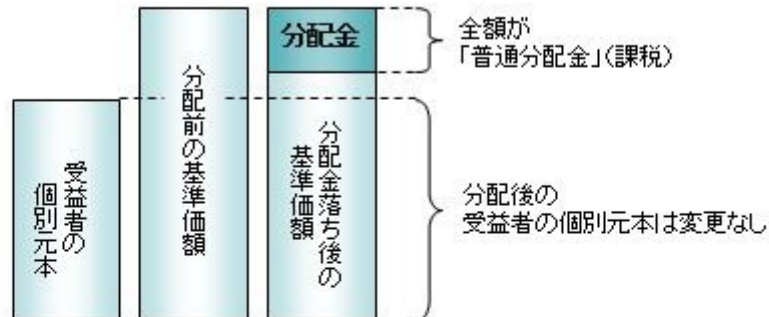 受益者の
個別元本
分配前の基準価額
分配金
分配金落ち後の
基準価額
全額が
「普通分配金」(課税)
分配後の
受益者の個別元本は変更なし